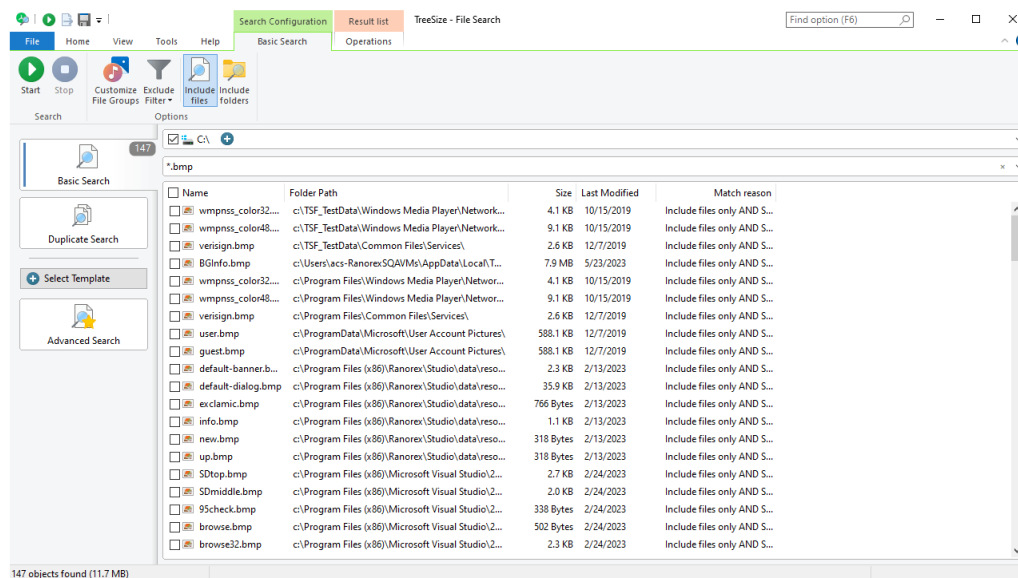 Search Configuration Result list TreeSize - File Search Find option (F6)
File Home View Tools Help Basic Search Operations
Start Stop Customize File Groups Exclude Filter Include files Include folders
Search Options
147
Basic Search
Duplicate Search
Select Template
Advanced Search
C:\
*.bmp
Name Folder Path Size Last Modified Match reason
wmpnss_color32.... c:\TSF_TestData\Windows Media Player\Network... 4.1 KB 10/15/2019 Include files only AND S...
wmpnss_color48.... c:\TSF_TestData\Windows Media Player\Network... 9.1 KB 10/15/2019 Include files only AND S...
verisign.bmp c:\TSF_TestData\Common Files\Services\ 2.6 KB 12/7/2019 Include files only AND S...
BGInfo.bmp c:\Users\acs-RanorexSQAVMs\AppData\Local\T... 7.9 MB 5/23/2023 Include files only AND S...
wmpnss_color32.... c:\Program Files\Windows Media Player\Networ... 4.1 KB 10/15/2019 Include files only AND S...
wmpnss_color48.... c:\Program Files\Windows Media Player\Networ... 9.1 KB 10/15/2019 Include files only AND S...
verisign.bmp c:\Program Files\Common Files\Services\ 2.6 KB 12/7/2019 Include files only AND S...
user.bmp c:\ProgramData\Microsoft\User Account Pictures\ 588.1 KB 12/7/2019 Include files only AND S...
guest.bmp c:\ProgramData\Microsoft\User Account Pictures\ 588.1 KB 12/7/2019 Include files only AND S...
default-banner.b... c:\Program Files (x86)\Ranorex\Studio\data\reso... 2.3 KB 2/13/2023 Include files only AND S...
default-dialog.bmp c:\Program Files (x86)\Ranorex\Studio\data\reso... 35.9 KB 2/13/2023 Include files only AND S...
exclamic.bmp c:\Program Files (x86)\Ranorex\Studio\data\reso... 766 Bytes 2/13/2023 Include files only AND S...
info.bmp c:\Program Files (x86)\Ranorex\Studio\data\reso... 1.1 KB 2/13/2023 Include files only AND S...
new.bmp c:\Program Files (x86)\Ranorex\Studio\data\reso... 318 Bytes 2/13/2023 Include files only AND S...
up.bmp c:\Program Files (x86)\Ranorex\Studio\data\reso... 318 Bytes 2/13/2023 Include files only AND S...
SDtop.bmp c:\Program Files (x86)\Microsoft Visual Studio\2... 2.7 KB 2/24/2023 Include files only AND S...
SDmiddle.bmp c:\Program Files (x86)\Microsoft Visual Studio\2... 2.0 KB 2/24/2023 Include files only AND S...
95check.bmp c:\Program Files (x86)\Microsoft Visual Studio\2... 338 Bytes 2/24/2023 Include files only AND S...
browse.bmp c:\Program Files (x86)\Microsoft Visual Studio\2... 502 Bytes 2/24/2023 Include files only AND S...
browse32.bmp c:\Program Files (x86)\Microsoft Visual Studio\2... 2.3 KB 2/24/2023 Include files only AND S...
147 objects found (11.7 MB)